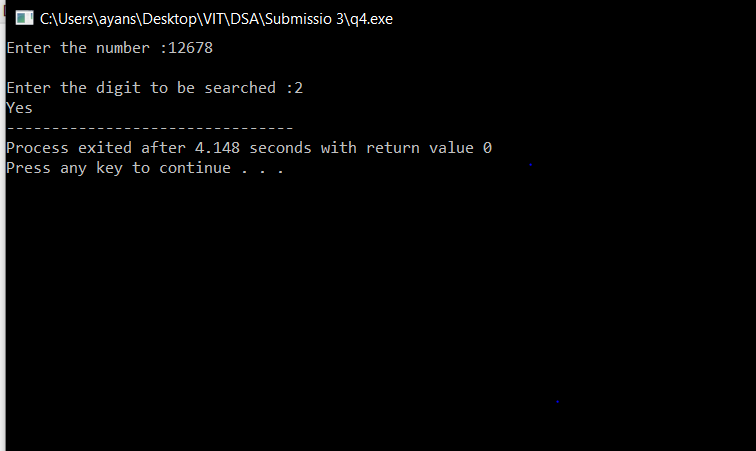 C:\Users\ayans\Desktop\VIT\DSA\Submissio 3\q4.exe
Enter the number :12678
Enter the digit to be searched :2
Yes
--------------------------------
Process exited after 4.148 seconds with return value 0
Press any key to continue . . .